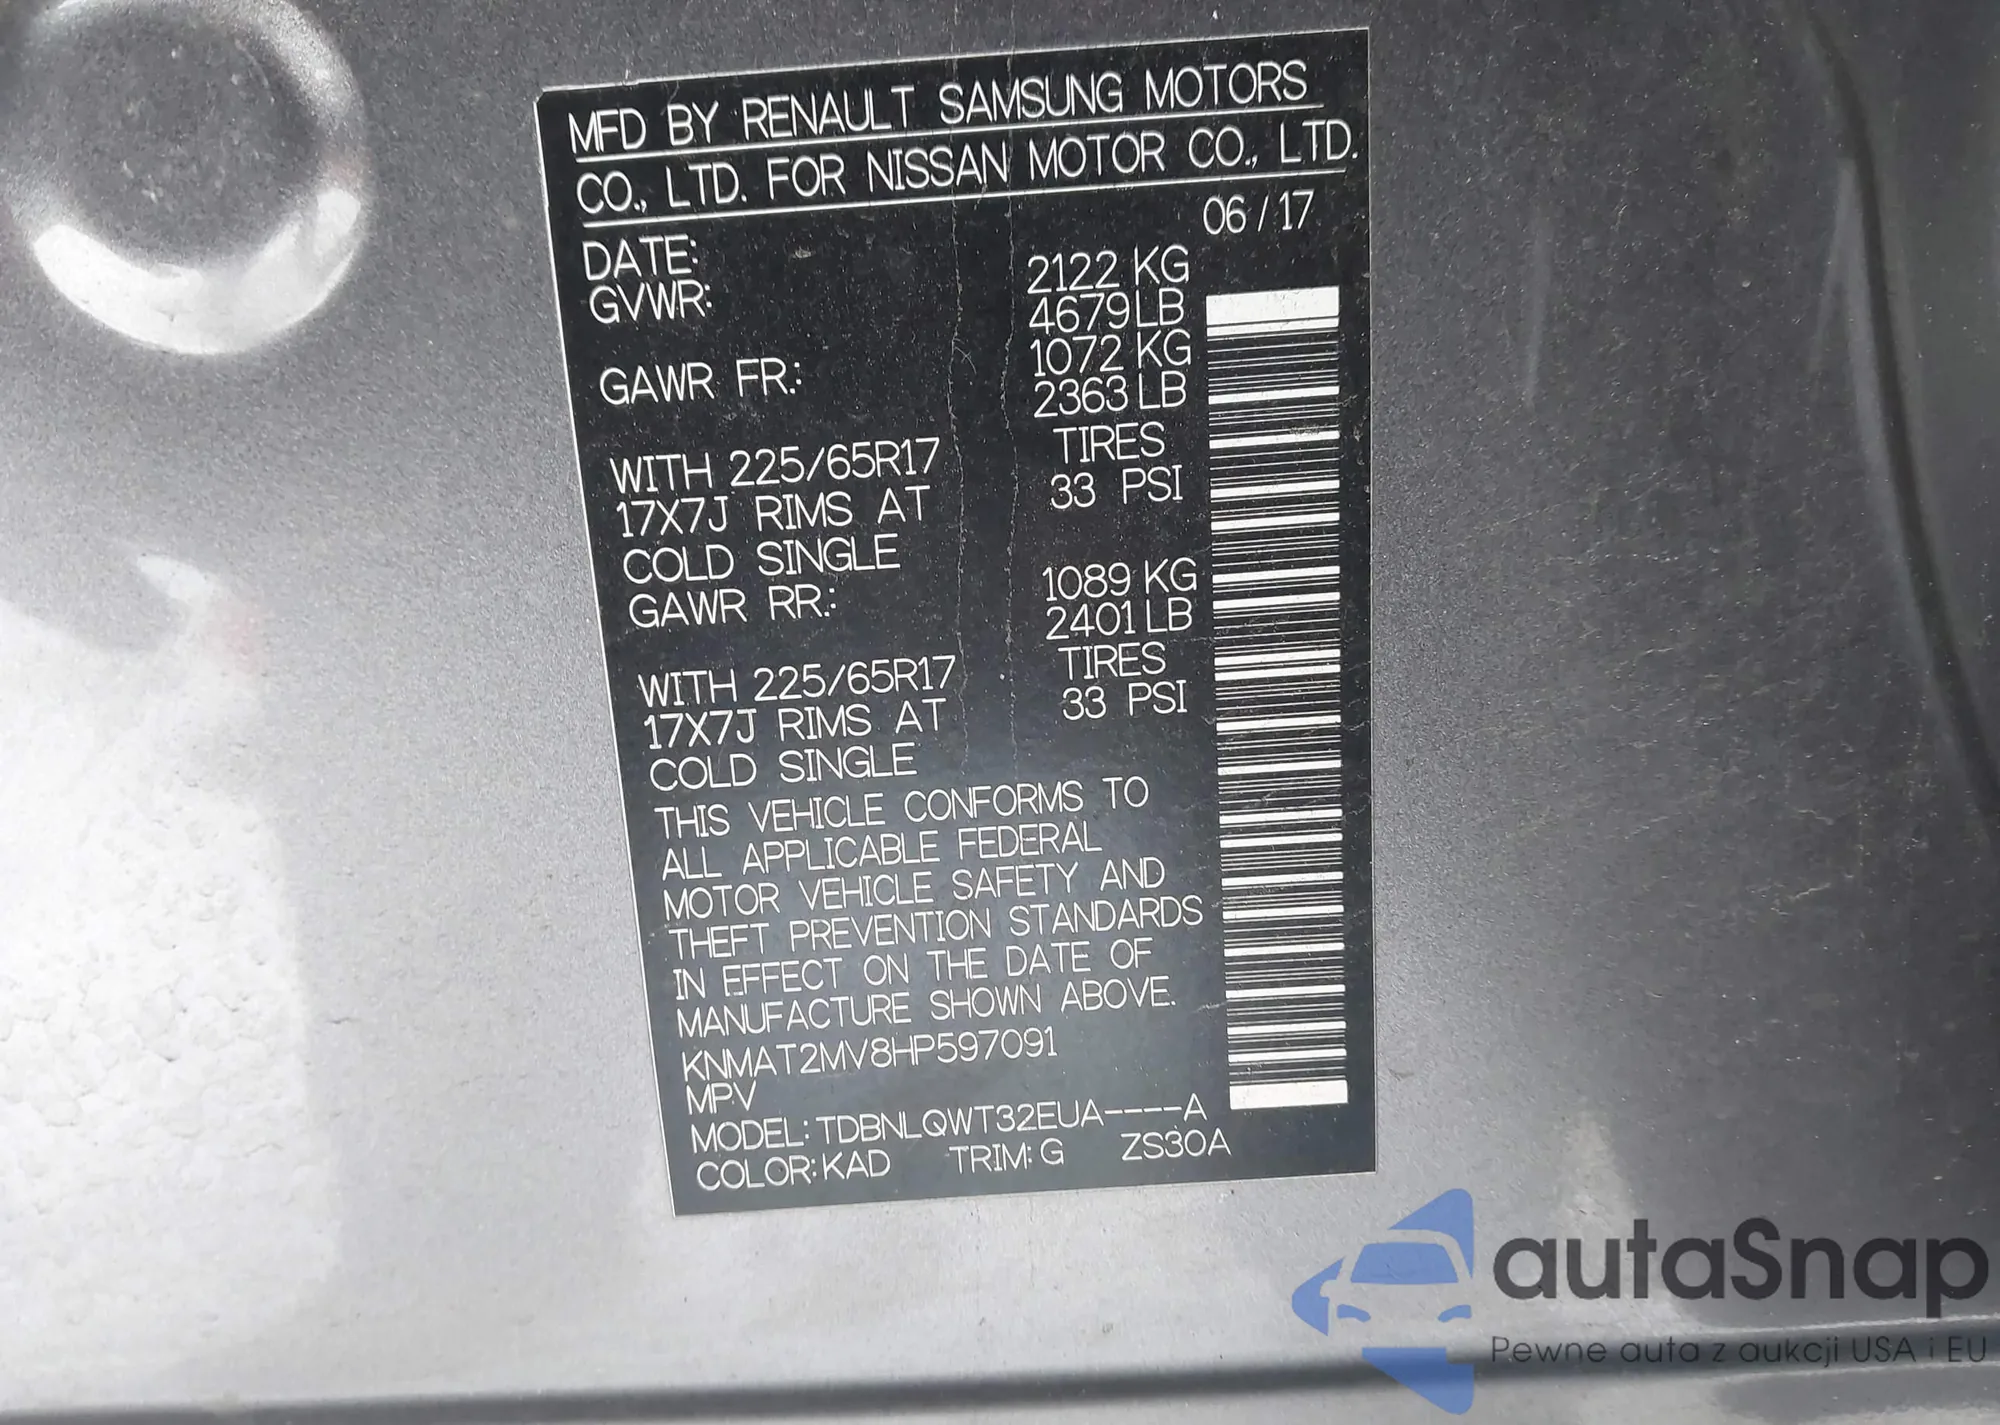 MFD BY RENAULT SAMSUNG MOTORS
CO., LTD. FOR NISSAN MOTOR CO., LTD.
DATE: 06/17
GVWR: 2122 KG
4679 LB
GAWR FR.: 1072 KG
2363 LB
WITH 225/65R17 TIRES
17X7J RIMS AT 33 PSI
COLD SINGLE
GAWR RR.: 1089 KG
2401 LB
WITH 225/65R17 TIRES
17X7J RIMS AT 33 PSI
COLD SINGLE
THIS VEHICLE CONFORMS TO
ALL APPLICABLE FEDERAL
MOTOR VEHICLE SAFETY AND
THEFT PREVENTION STANDARDS
IN EFFECT ON THE DATE OF
MANUFACTURE SHOWN ABOVE.
KNMAT2MV8HP597091
MPV
MODEL: TDBNLQWT32EUA----A
COLOR: KAD TRIM: G ZS30A
autaSnap
Pewne auta z aukcji USA i EU